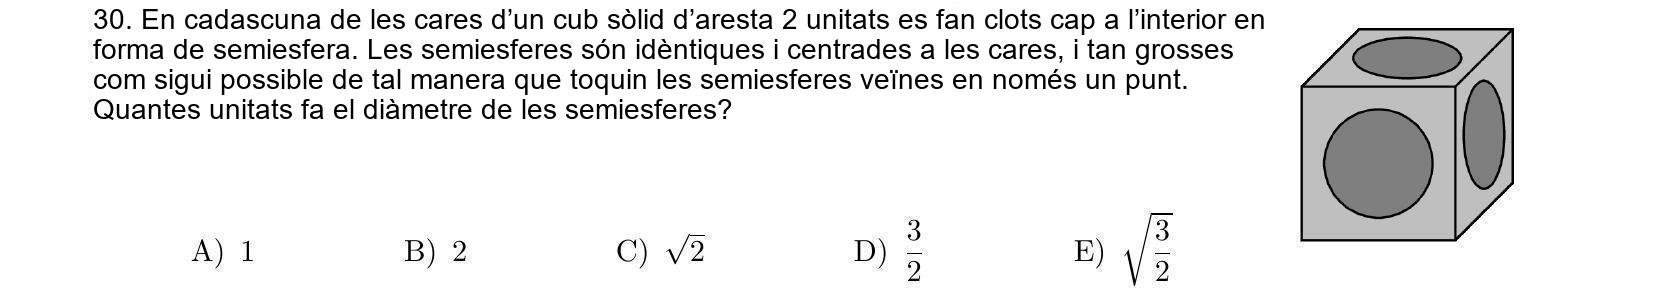 30. En cadascuna de les cares d’un cub sòlid d’aresta 2 unitats es fan clots cap a l’interior en
forma de semiesfera. Les semiesferes són idèntiques i centrades a les cares, i tan grosses
com sigui possible de tal manera que toquin les semiesferes veïnes en només un punt.
Quantes unitats fa el diàmetre de les semiesferes?
A) 1 B) 2 C) √2 D) 3/2 E) √(3/2)